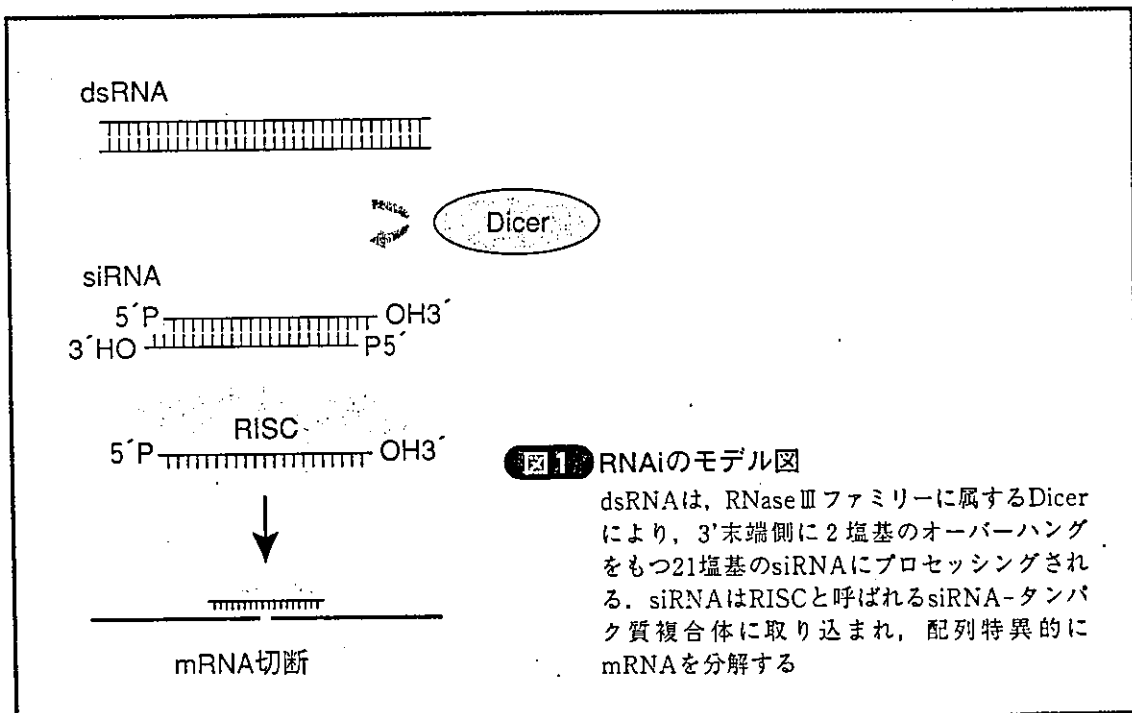 dsRNA
Dicer
siRNA
5´P OH3´
3´HO P5´
RISC
5´P OH3´
mRNA切断
図1 RNAiのモデル図
dsRNAは，RNaseⅢファミリーに属するDicer
により，3'末端側に2塩基のオーバーハング
をもつ21塩基のsiRNAにプロセッシングされ
る．siRNAはRISCと呼ばれるsiRNA-タンパ
ク質複合体に取り込まれ，配列特異的に
mRNAを分解する